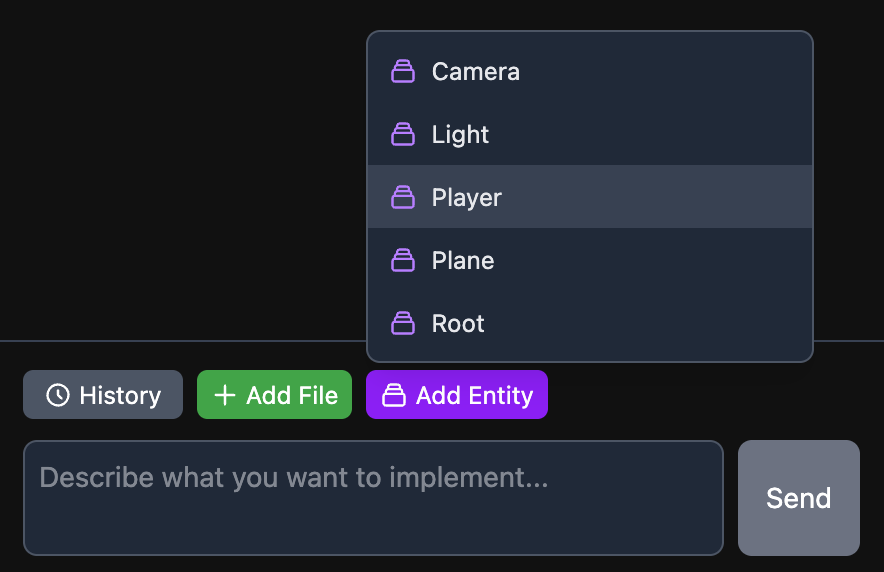 Camera
Light
Player
Plane
Root
History
Add File
Add Entity
Describe what you want to implement...
Send